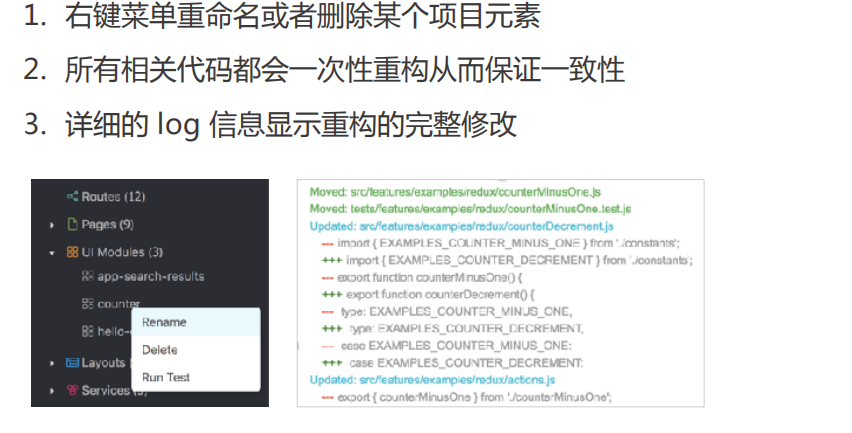 1. 右键菜单重命名或者删除某个项目元素
2. 所有相关代码都会一次性重构从而保证一致性
3. 详细的 log 信息显示重构的完整修改
Routes (12)
Pages (9)
UI Modules (3)
app-search-results
counter
hello-
Layouts
Services
Rename
Delete
Run Test
Moved: src/features/examples/redux/counterMinusOne.js
Moved: tests/features/examples/redux/counterMinusOne.test.js
Updated: src/features/examples/redux/counterDecrement.js
--- import { EXAMPLES_COUNTER_MINUS_ONE } from './constants';
+++ import { EXAMPLES_COUNTER_DECREMENT } from './constants';
--- export function counterMinusOne() {
+++ export function counterDecrement() {
--- type: EXAMPLES_COUNTER_MINUS_ONE,
+++ type: EXAMPLES_COUNTER_DECREMENT,
--- case EXAMPLES_COUNTER_MINUS_ONE:
+++ case EXAMPLES_COUNTER_DECREMENT:
Updated: src/features/examples/redux/actions.js
--- export { counterMinusOne } from './counterMinusOne';